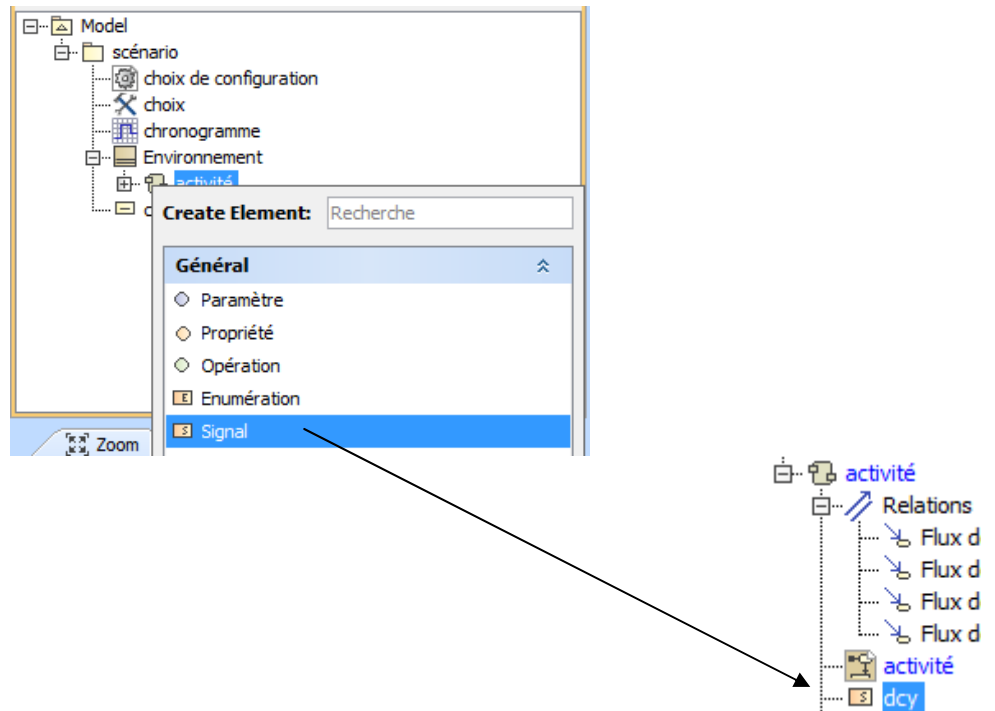 Model
scénario
choix de configuration
choix
chronogramme
Environnement
activité
Create Element: Recherche
Général
Paramètre
Propriété
Opération
E Enumération
S Signal
Zoom
activité
Relations
Flux d
Flux d
Flux d
Flux d
activité
S dcy